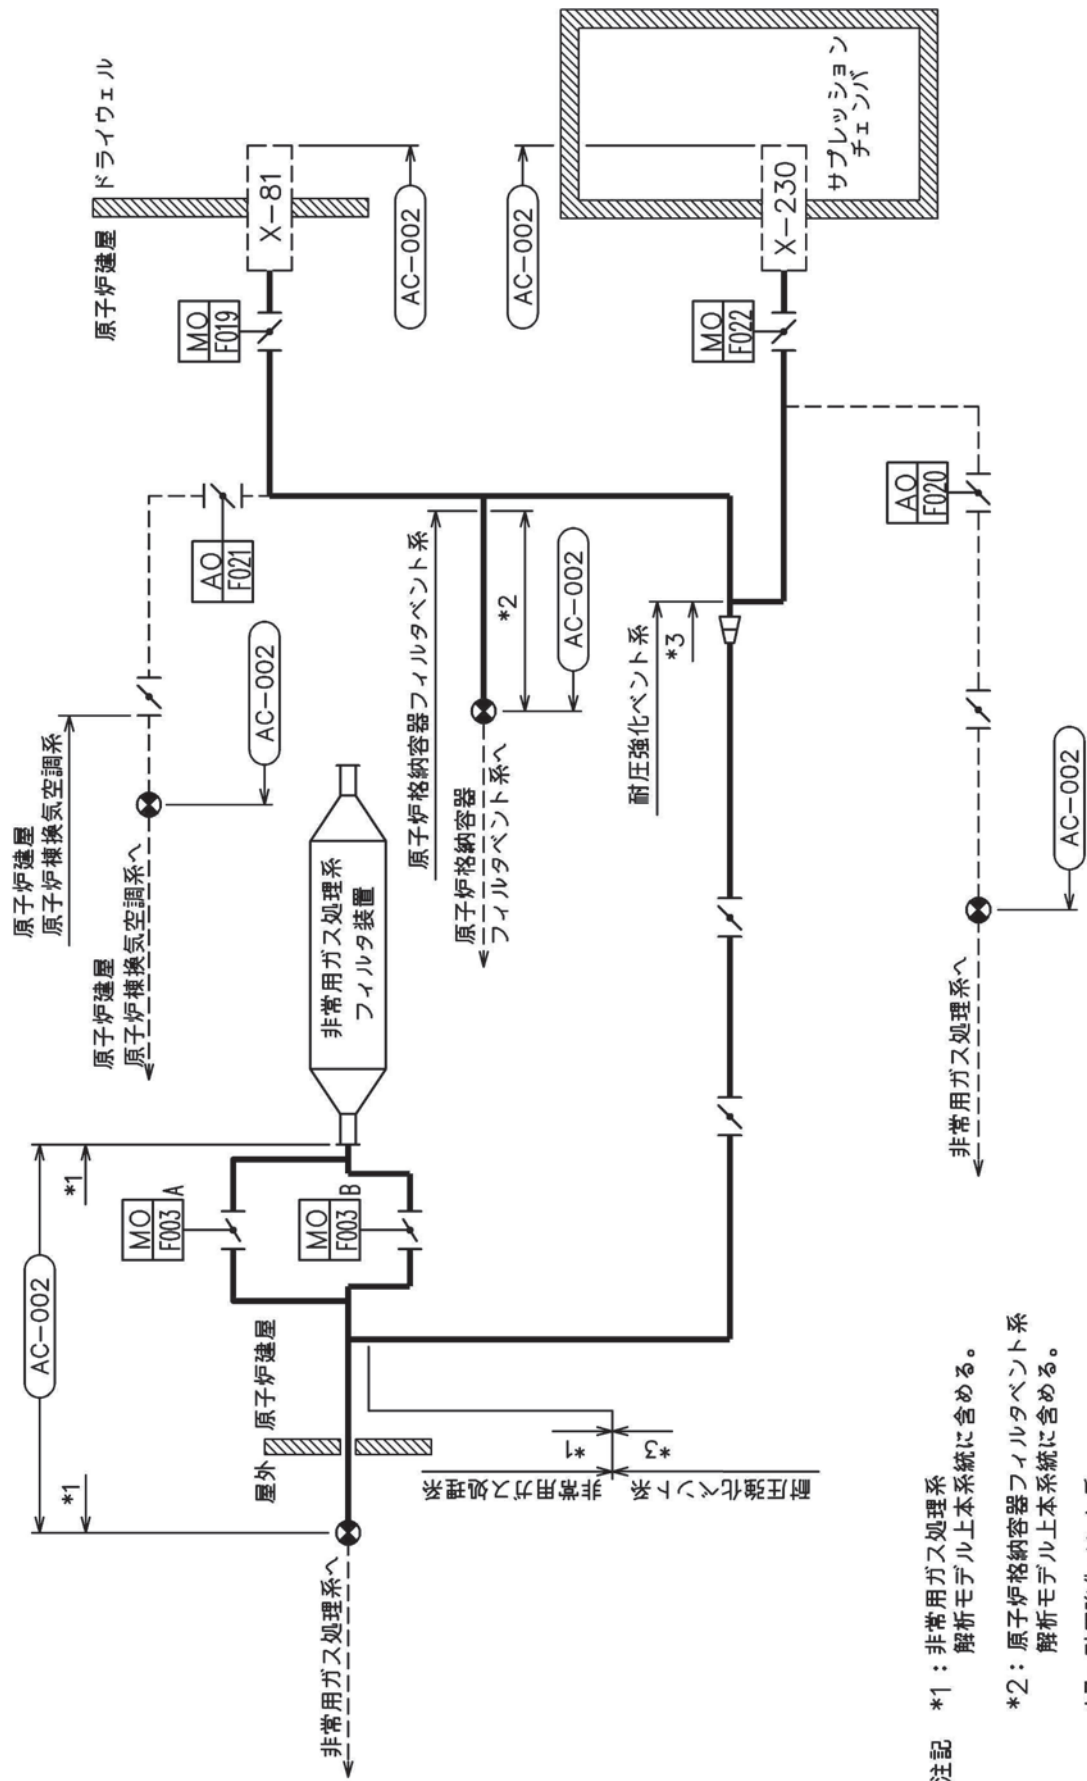 ドライウェル
原子炉建屋
X-81
MO
F019
AC-002
AC-002
サプレッション
チェンバ
X-230
MO
F022
AO
F021
AO
F020
原子炉建屋
原子炉棟換気空調系
原子炉建屋
原子炉棟換気空調系へ
AC-002
原子炉格納容器フィルタベント系
*2
AC-002
原子炉格納容器
フィルタベント系へ
耐圧強化ベント系
*3
AC-002
非常用ガス処理系へ
非常用ガス処理系
フィルタ装置
AC-002
*1
*1
MO
F003
A
MO
F003
B
屋外
原子炉建屋
*1
*3
非常用ガス処理系
耐圧強化ベント系
非常用ガス処理系へ
注記 *1：非常用ガス処理系
解析モデル上本系統に含める。
*2：原子炉格納容器フィルタベント系
解析モデル上本系統に含める。